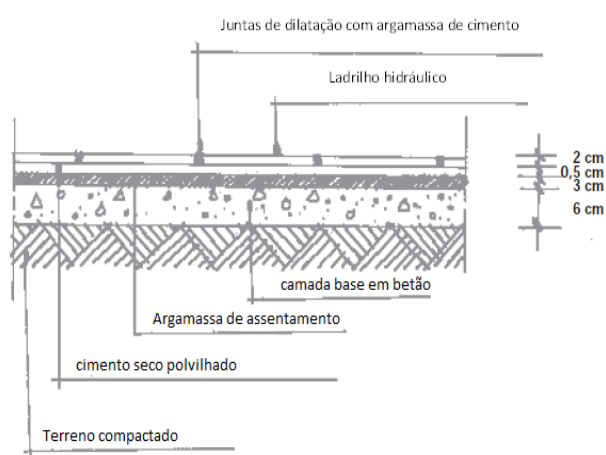 Juntas de dilatação com argamassa de cimento
Ladrilho hidráulico
2 cm
0,5 cm
3 cm
6 cm
camada base em betão
Argamassa de assentamento
cimento seco polvilhado
Terreno compactado